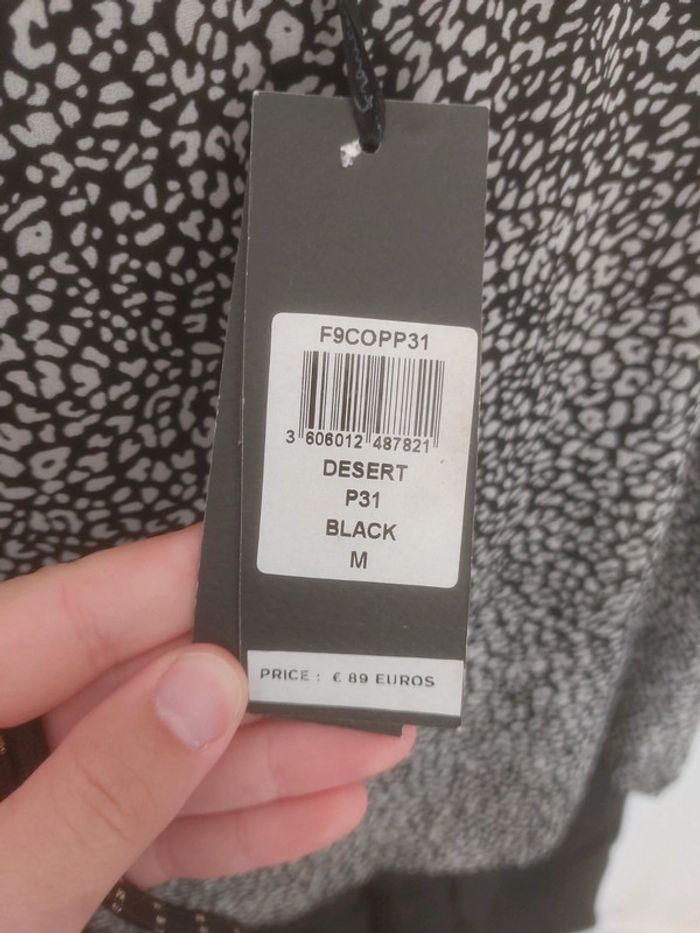 F9COPP31
3 606012 487821
DESERT
P31
BLACK
M
PRICE : € 89 EUROS